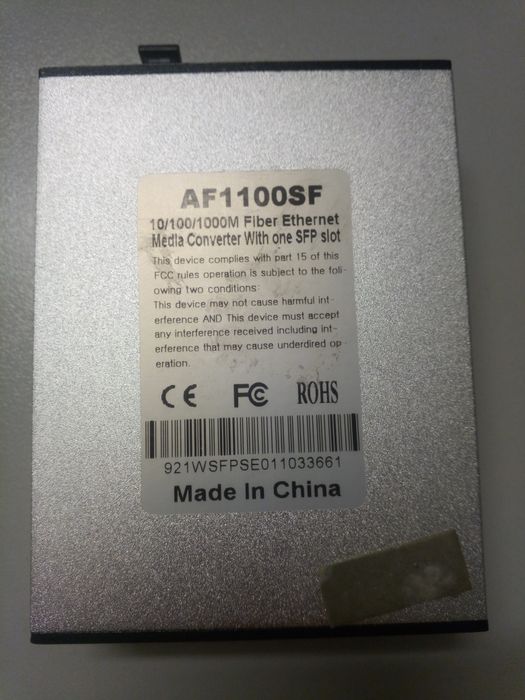 AF1100SF
10/100/1000M Fiber Ethernet
Media Converter With one SFP slot
This device complies with part 15 of this
FCC rules operation is subject to the foll-
owing two conditions:
This device may not cause harmful int-
erference AND This device must accept
any interference received including int-
erference that may cause underdired op-
eration.
CE FC ROHS
921WSFPSE011033661
Made In China